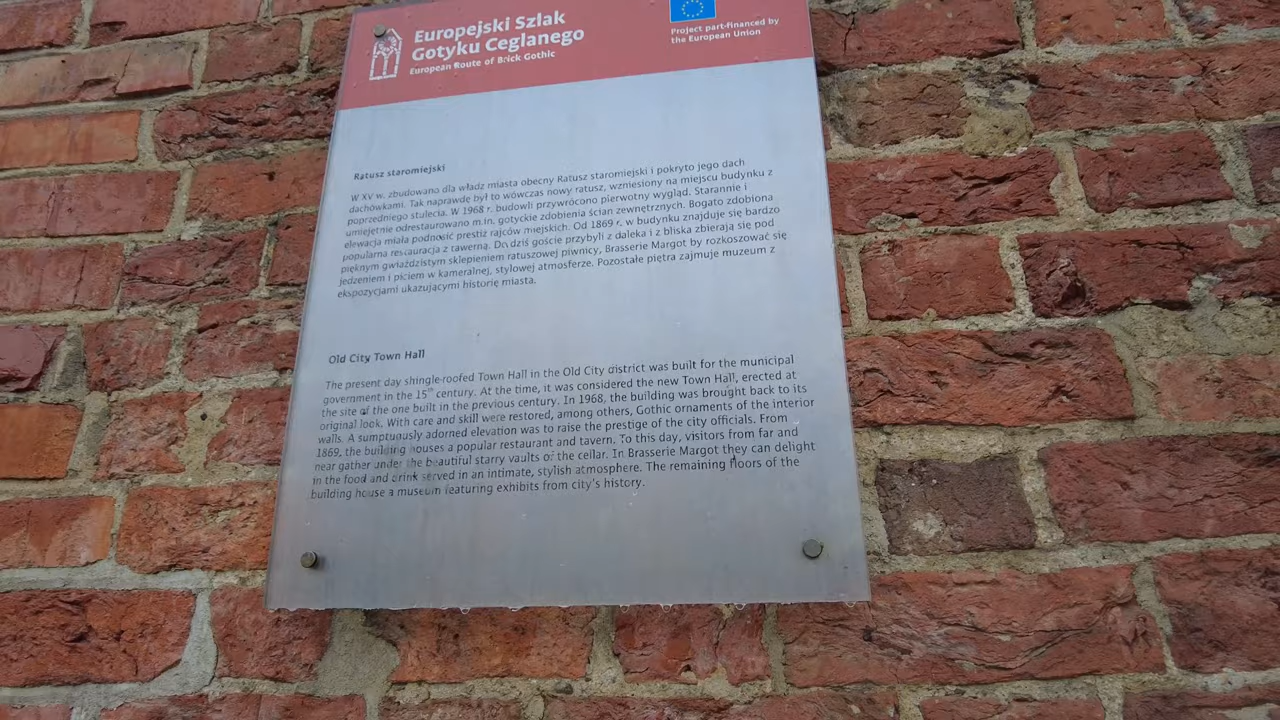 Europejski Szlak
Gotyku Ceglanego
European Route of Brick Gothic
Project part-financed by
the European Union
Ratusz staromiejski
W XV w. zbudowano dla władz miasta obecny Ratusz staromiejski i pokryto jego dach
dachówkami. Tak naprawdę był to wówczas nowy ratusz, wzniesiony na miejscu budynku z
poprzedniego stulecia. W 1968 r. budowli przywrócono pierwotny wygląd. Starannie i
umiejętnie odrestaurowano m.in. gotyckie zdobienia ścian zewnętrznych. Bogato zdobiona
elewacja miała podnosić prestiż rajców miejskich. Od 1869 r. w budynku znajduje się bardzo
popularna restauracja z tawerną. Do dziś goście przybyli z daleka i z bliska zbierają się pod
pięknym gwiaździstym sklepieniem ratuszowej piwnicy, Brasserie Margot by rozkoszować się
jedzeniem i piciem w kameralnej, stylowej atmosferze. Pozostałe piętra zajmuje muzeum z
ekspozycjami ukazującymi historię miasta.
Old City Town Hall
The present day shingle-roofed Town Hall in the Old City district was built for the municipal
government in the 15th century. At the time, it was considered the new Town Hall, erected at
the site of the one built in the previous century. In 1968, the building was brought back to its
original look. With care and skill were restored, among others, Gothic ornaments of the interior
walls. A sumptuously adorned elevation was to raise the prestige of the city officials. From
1869, the building houses a popular restaurant and tavern. To this day, visitors from far and
near gather under the beautiful starry vaults of the cellar. In Brasserie Margot they can delight
in the food and drink served in an intimate, stylish atmosphere. The remaining floors of the
building house a museum featuring exhibits from city's history.